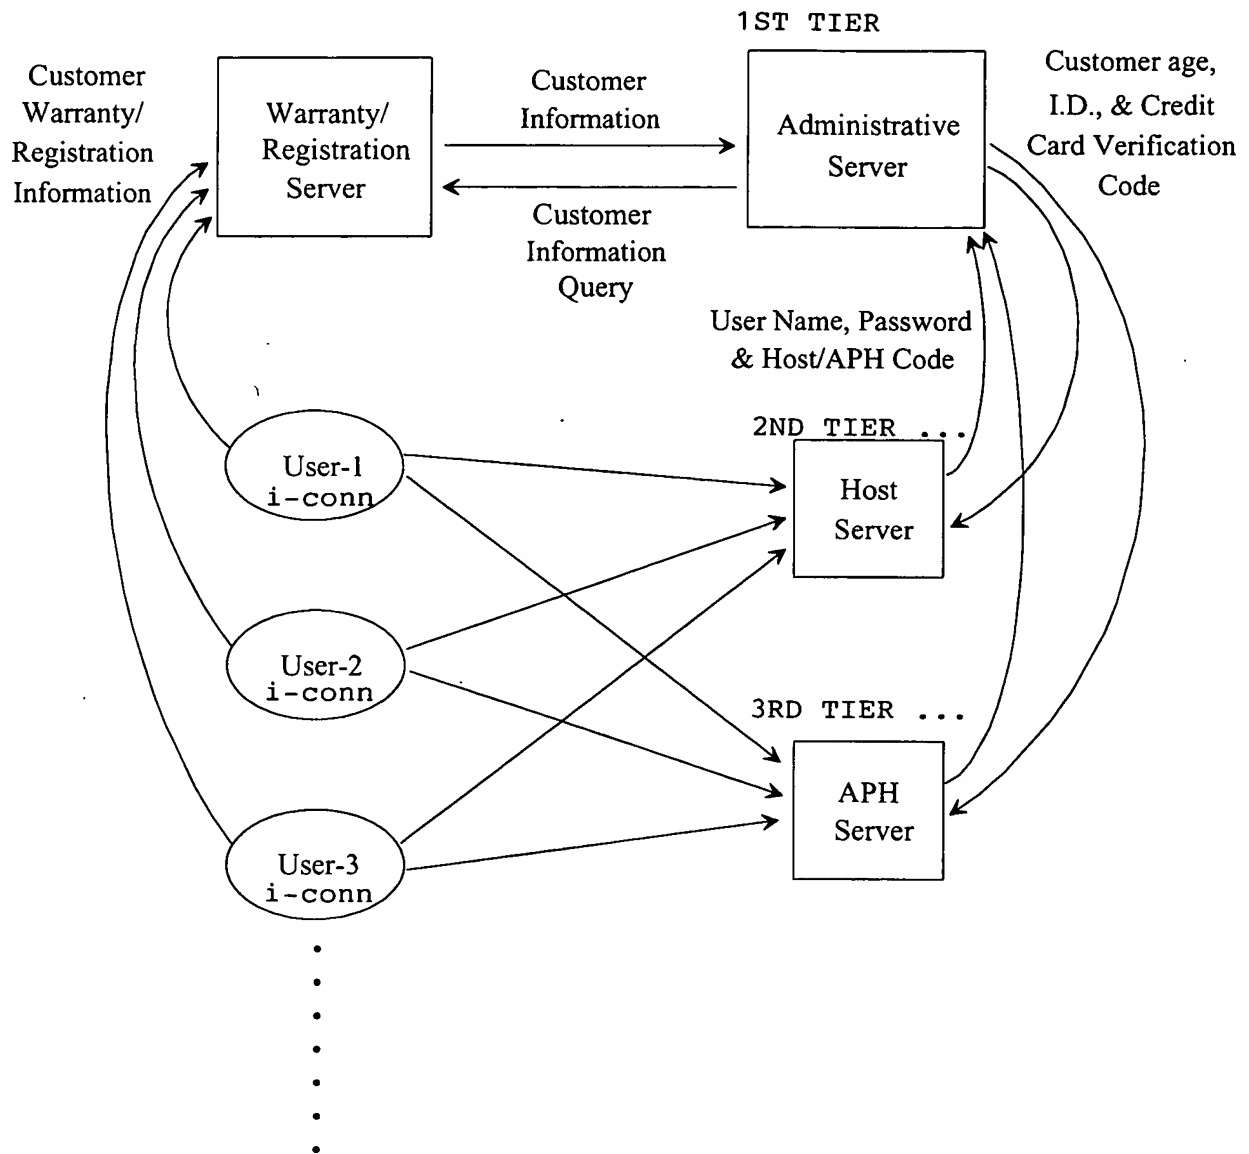 1ST TIER
Customer
Warranty/
Registration
Information
Warranty/
Registration
Server
Customer
Information
Customer
Information
Query
Administrative
Server
Customer age,
I.D., & Credit
Card Verification
Code
User Name, Password
& Host/APH Code
User-1
i-conn
2ND TIER ...
Host
Server
User-2
i-conn
3RD TIER ...
APH
Server
User-3
i-conn